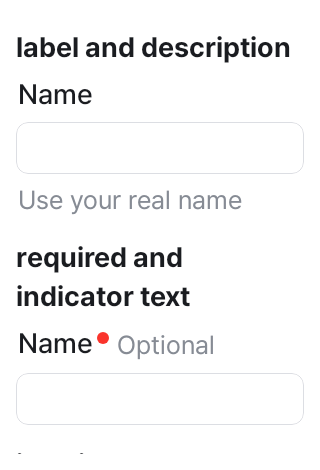 label and description
Name
Use your real name
required and
indicator text
Name Optional